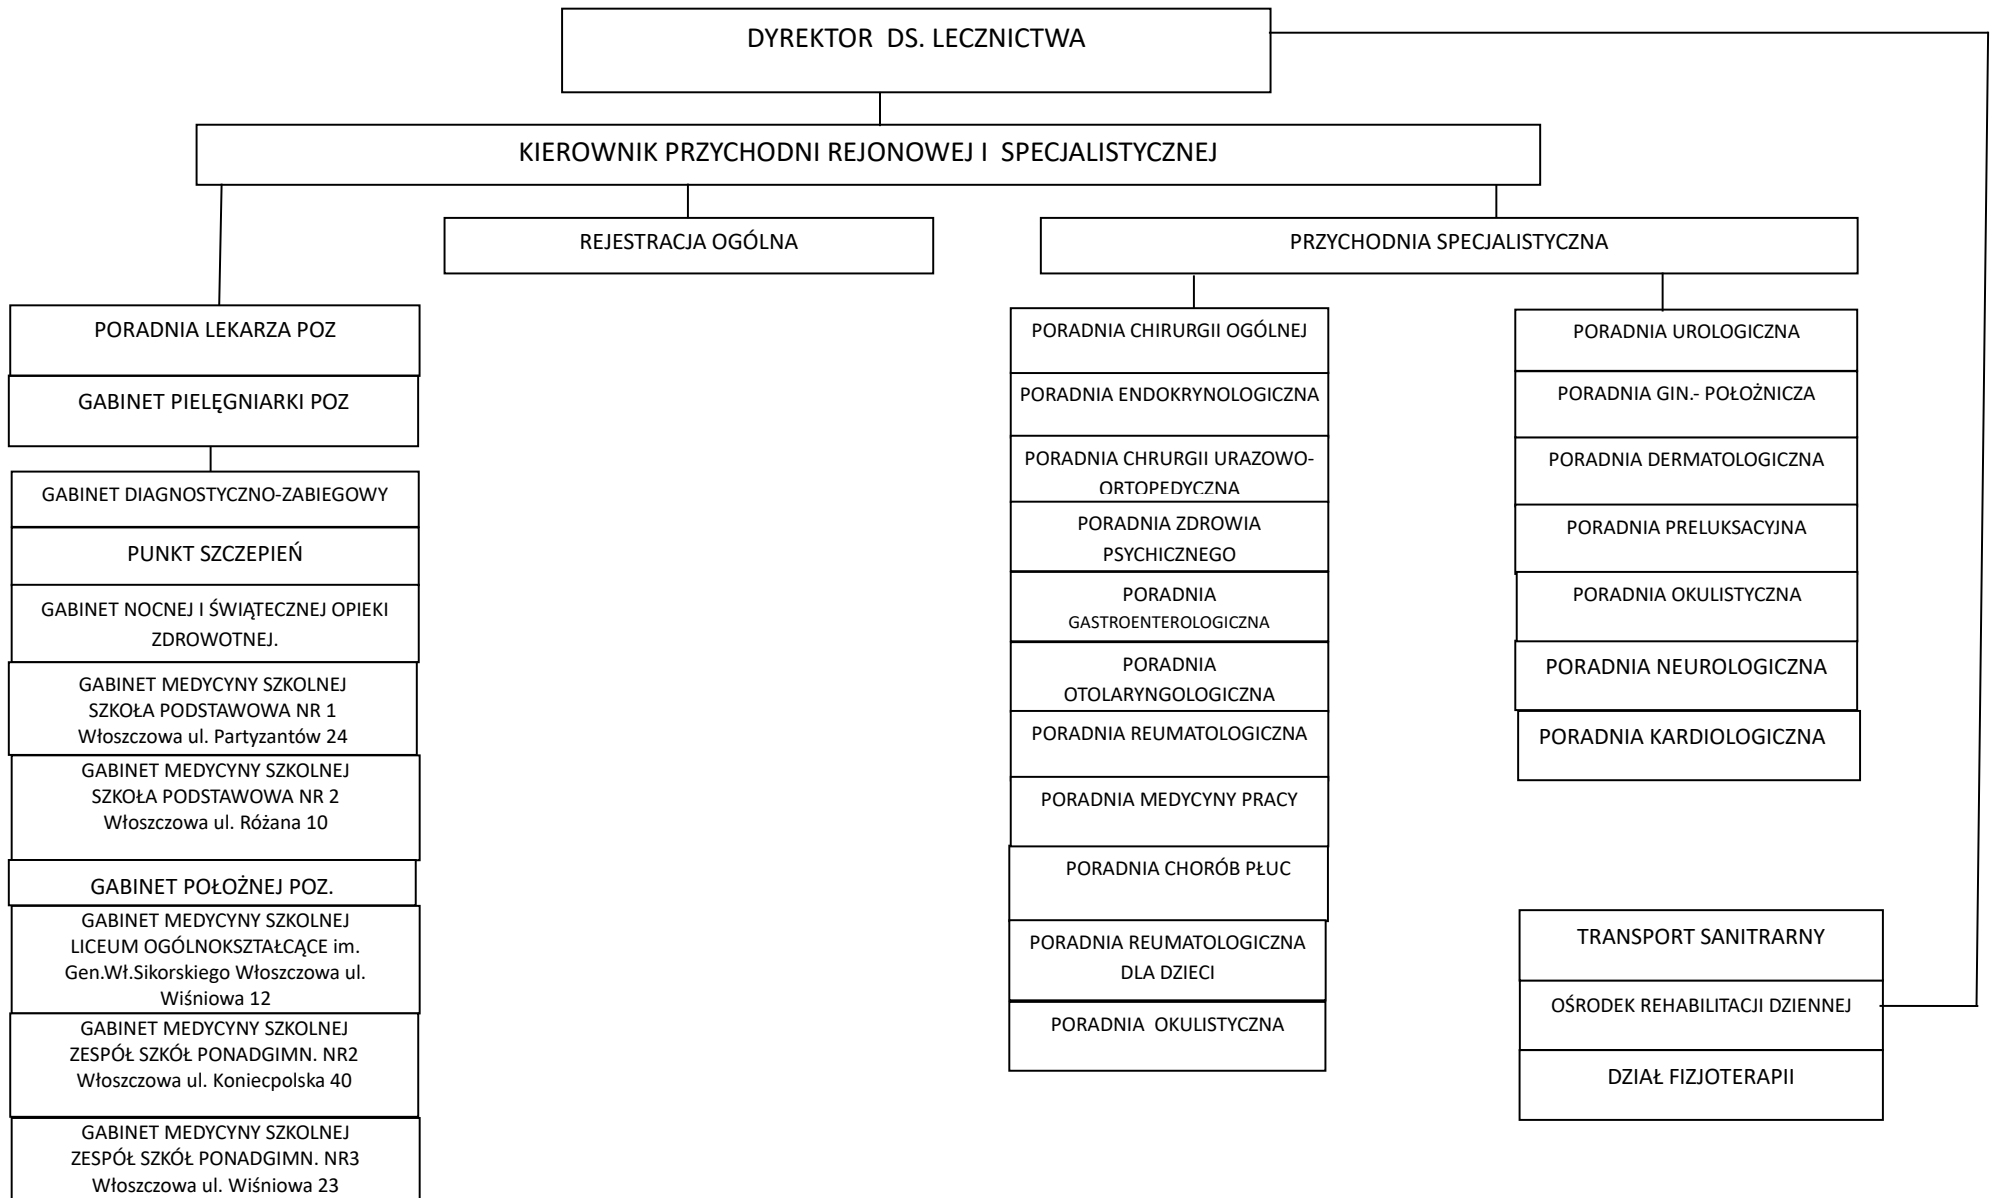 DYREKTOR DS. LECZNICTWA
KIEROWNIK PRZYCHODNI REJONOWEJ I SPECJALISTYCZNEJ
REJESTRACJA OGÓLNA
PRZYCHODNIA SPECJALISTYCZNA
PORADNIA LEKARZA POZ
GABINET PIELĘGNIARKI POZ
GABINET DIAGNOSTYCZNO-ZABIEGOWY
PUNKT SZCZEPIEŃ
GABINET NOCNEJ I ŚWIĄTECZNEJ OPIEKI
ZDROWOTNEJ.
GABINET MEDYCYNY SZKOLNEJ
SZKOŁA PODSTAWOWA NR 1
Włoszczowa ul. Partyzantów 24
GABINET MEDYCYNY SZKOLNEJ
SZKOŁA PODSTAWOWA NR 2
Włoszczowa ul. Różana 10
GABINET POŁOŻNEJ POZ.
GABINET MEDYCYNY SZKOLNEJ
LICEUM OGÓLNOKSZTAŁCĄCE im.
Gen.Wł.Sikorskiego Włoszczowa ul.
Wiśniowa 12
GABINET MEDYCYNY SZKOLNEJ
ZESPÓŁ SZKÓŁ PONADGIMN. NR2
Włoszczowa ul. Koniecpolska 40
GABINET MEDYCYNY SZKOLNEJ
ZESPÓŁ SZKÓŁ PONADGIMN. NR3
Włoszczowa ul. Wiśniowa 23
PORADNIA CHIRURGII OGÓLNEJ
PORADNIA ENDOKRYNOLOGICZNA
PORADNIA CHRURGII URAZOWO-
ORTOPEDYCZNA
PORADNIA ZDROWIA
PSYCHICZNEGO
PORADNIA
GASTROENTEROLOGICZNA
PORADNIA
OTOLARYNGOLOGICZNA
PORADNIA REUMATOLOGICZNA
PORADNIA MEDYCYNY PRACY
PORADNIA CHORÓB PŁUC
PORADNIA REUMATOLOGICZNA
DLA DZIECI
PORADNIA OKULISTYCZNA
PORADNIA UROLOGICZNA
PORADNIA GIN.- POŁOŻNICZA
PORADNIA DERMATOLOGICZNA
PORADNIA PRELUKSACYJNA
PORADNIA OKULISTYCZNA
PORADNIA NEUROLOGICZNA
PORADNIA KARDIOLOGICZNA
TRANSPORT SANITRARNY
OŚRODEK REHABILITACJI DZIENNEJ
DZIAŁ FIZJOTERAPII